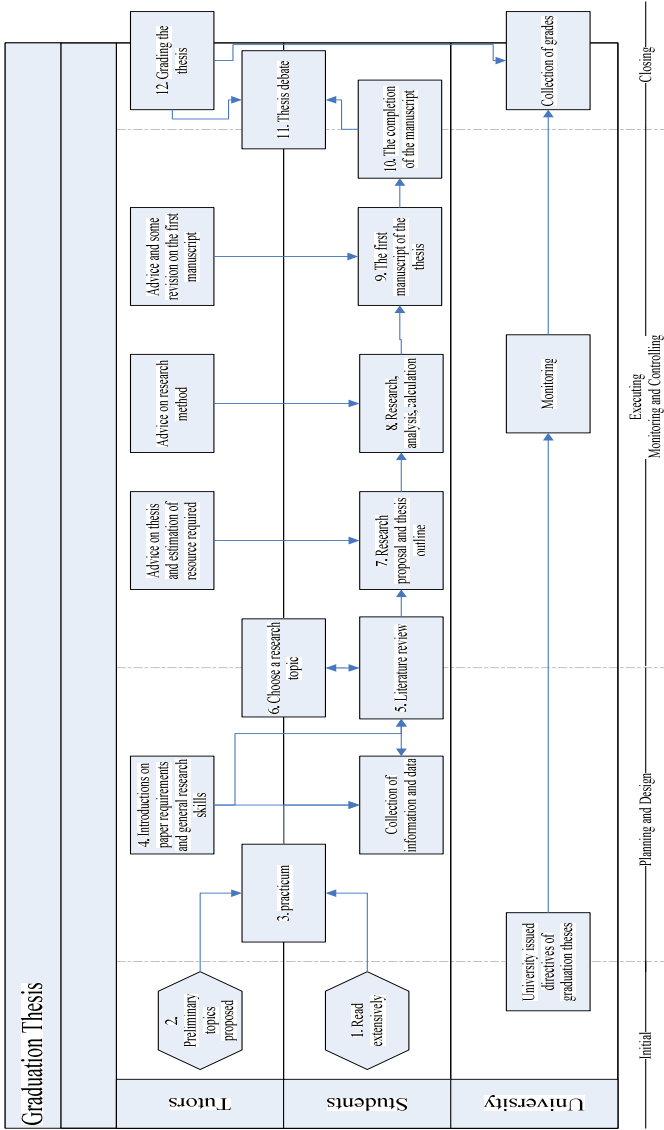 Graduation Thesis
Tutors
2.
Preliminary
topics
proposed
4. Introductions on
paper requirements
and general research
skills
Advice on thesis
and estimation of
resource required
Advice on research
method
Advice and some
revision on the first
manuscript
12. Grading the
thesis
3. practicum
6. Choose a research
topic
11. Thesis debate
Students
1. Read
extensively
Collection of
information and data
5. Literature review
7. Research
proposal and thesis
outline
8. Research,
analysis, calculation
9. The first
manuscript of the
thesis
10. The completion
of the manuscript
University
University issued
directives of
graduation theses
Monitoring
Collection of grades
Initial
Planning and Design
Executing
Monitoring and Controlling
Closing